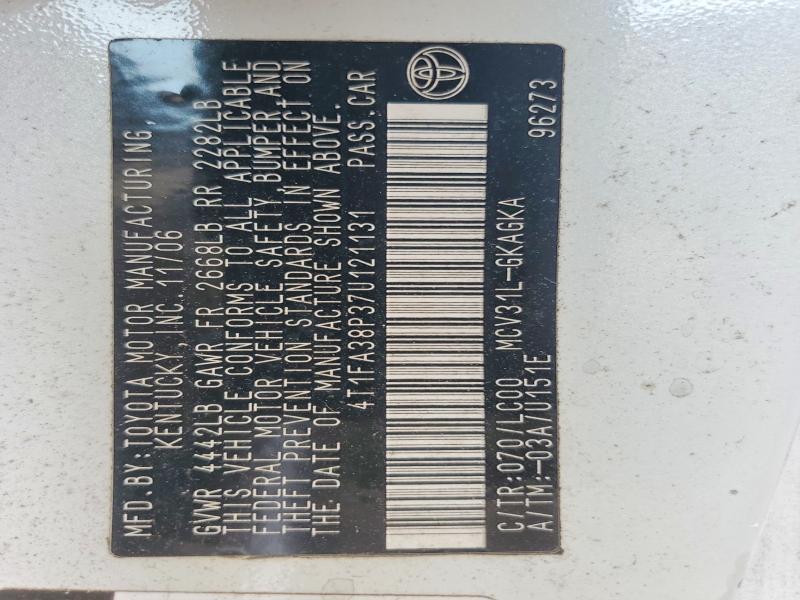 MFD.BY:TOYOTA MOTOR MANUFACTURING,
KENTUCKY, INC. 11/06
GVWR 4442LB GAWR FR 2668LB RR 2282LB
THIS VEHICLE CONFORMS TO ALL APPLICABLE
FEDERAL MOTOR VEHICLE SAFETY, BUMPER,AND
THEFT PREVENTION STANDARDS IN EFFECT ON
THE DATE OF MANUFACTURE SHOWN ABOVE.
4T1FA38P37U121131 PASS.CAR
C/TR:070/LC00 MCV31L-GKAGKA
A/TM:-03A/U151E 96273